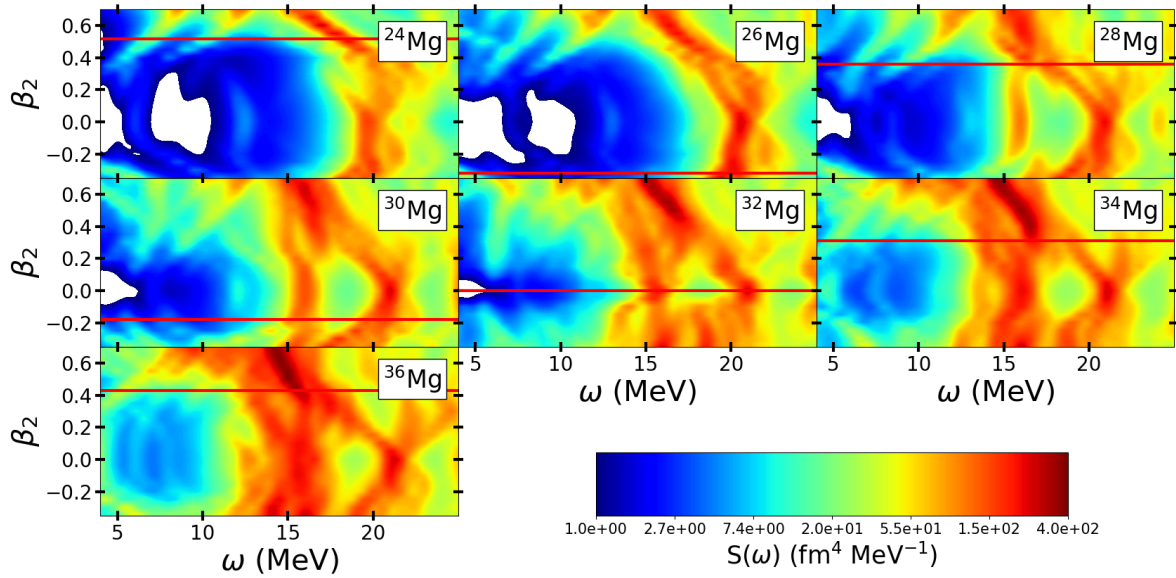 0.6
0.4
0.2
0.0
−0.2
β₂
²⁴Mg
²⁶Mg
²⁸Mg
0.6
0.4
0.2
0.0
−0.2
β₂
³⁰Mg
³²Mg
³⁴Mg
5 10 15 20
ω (MeV)
5 10 15 20
ω (MeV)
0.6
0.4
0.2
0.0
−0.2
β₂
³⁶Mg
5 10 15 20
ω (MeV)
1.0e+00 2.7e+00 7.4e+00 2.0e+01 5.5e+01 1.5e+02 4.0e+02
S(ω) (fm⁴ MeV⁻¹)